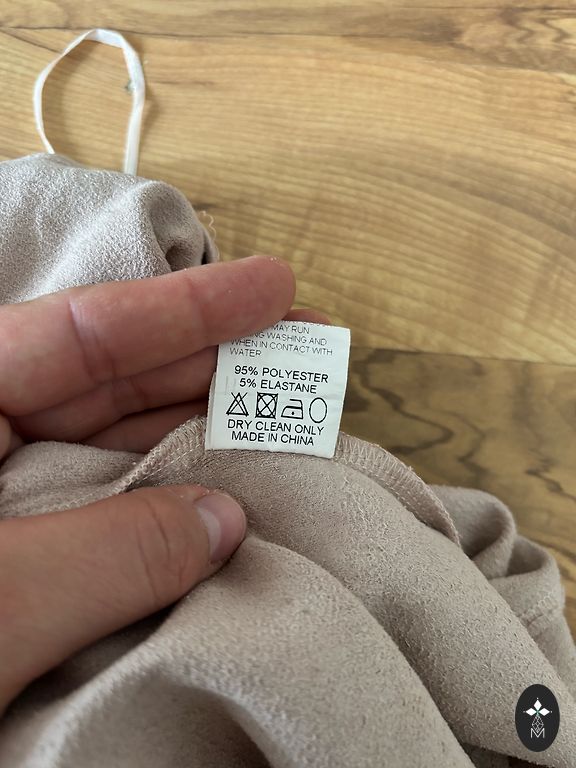 MAY RUN
WASHING AND
WHEN IN CONTACT WITH
WATER
95% POLYESTER
5% ELASTANE
DRY CLEAN ONLY
MADE IN CHINA